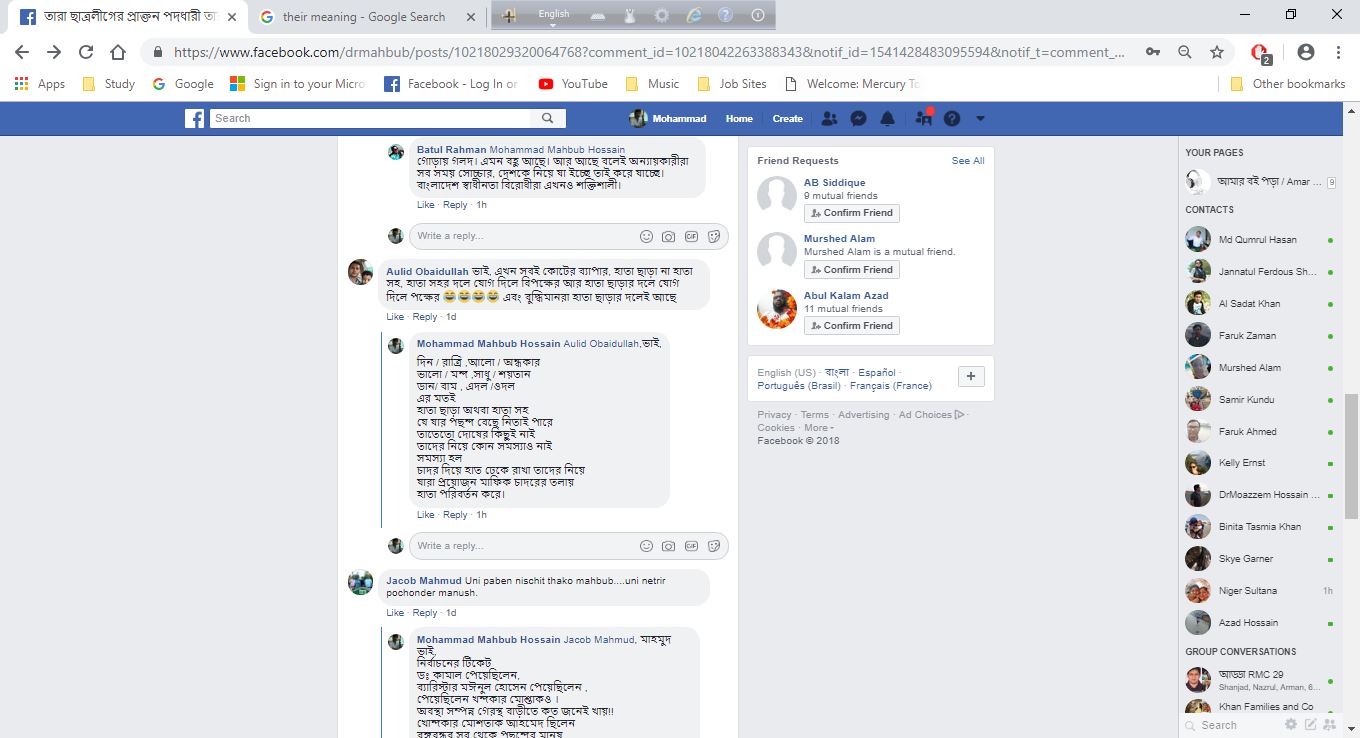 তারা ছাত্রলীগের প্রাক্তন পদধারী
their meaning - Google Search
English
https://www.facebook.com/drmahbub/posts/10218029320064768?comment_id=10218042263388343&notif_id=1541428483095594&notif_t=comment_...
2
Apps Study Google Sign in to your Micro Facebook - Log In or YouTube Music Job Sites Welcome: Mercury To Other bookmarks
Search
Mohammad Home Create
Batul Rahman Mohammad Mahbub Hossain
গোড়ায় গলদ। এমন বহু আছে। আর আছে বলেই অন্যায়কারীরা
সব সময় সোচ্চার, দেশকে নিয়ে যা ইচ্ছে তাই করে যাচ্ছে।
বাংলাদেশ স্বাধীনতা বিরোধীরা এখনও শক্তিশালী।
Like · Reply · 1h
Write a reply...
GIF
Aulid Obaidullah ভাই, এখন সবই কোটের ব্যাপার, হাতা ছাড়া না হাতা
সহ, হাতা সহর দলে যোগ দিলে বিপক্ষের আর হাতা ছাড়ার দলে যোগ
দিলে পক্ষের 😂😂😂😂 এবং বুদ্ধিমানরা হাতা ছাড়ার দলেই আছে
Like · Reply · 1d
Mohammad Mahbub Hossain Aulid Obaidullah,ভাই,
দিন / রাত্রি ,আলো / অন্ধকার
ভালো / মন্দ ,সাধু / শয়তান
ডান/ বাম , এদল /ওদল
এর মতই
হাতা ছাড়া অথবা হাতা সহ
যে যার পছন্দ বেছে নিতাই পারে
তাতেতো দোষের কিছুই নাই
তাদের নিয়ে কোন সমস্যাও নাই
সমস্যা হল
চাদর দিয়ে হাত ঢেকে রাখা তাদের নিয়ে
যারা প্রয়োজন মাফিক চাদরের তলায়
হাতা পরিবর্তন করে।
Like · Reply · 1h
Write a reply...
GIF
Jacob Mahmud Uni paben nischit thako mahbub....uni netrir
pochonder manush.
Like · Reply · 1d
Mohammad Mahbub Hossain Jacob Mahmud, মাহমুদ
ভাই,
নির্বাচনের টিকেট
ডঃ কামাল পেয়েছিলেন,
ব্যারিস্টার মঈনুল হোসেন পেয়েছিলেন ,
পেয়েছিলেন খন্দকার মোশ্তাকও ।
অবস্থা সম্পন্ন গেরস্থ বাড়ীতে কত জনেই খায়!!
খোন্দকার মোশতাক আহমেদ ছিলেন
বঙ্গবন্ধুর সব থেকে পছন্দের মানুষ
Friend Requests See All
AB Siddique
9 mutual friends
Confirm Friend
Murshed Alam
Murshed Alam is a mutual friend.
Confirm Friend
Abul Kalam Azad
11 mutual friends
Confirm Friend
English (US) · বাংলা · Español ·
Português (Brasil) · Français (France)
Privacy · Terms · Advertising · Ad Choices ·
Cookies · More
Facebook © 2018
YOUR PAGES
আমার বই পড়া / Amar ... 9
CONTACTS
Md Qumrul Hasan
Jannatul Ferdous Sh...
Al Sadat Khan
Faruk Zaman
Murshed Alam
Samir Kundu
Faruk Ahmed
Kelly Ernst
DrMoazzem Hossain ...
Binita Tasmia Khan
Skye Garner
Niger Sultana 1h
Azad Hossain
GROUP CONVERSATIONS
আড্ডা RMC 29
Shanjad, Nazrul, Arman, 6...
Khan Families and Co
Search